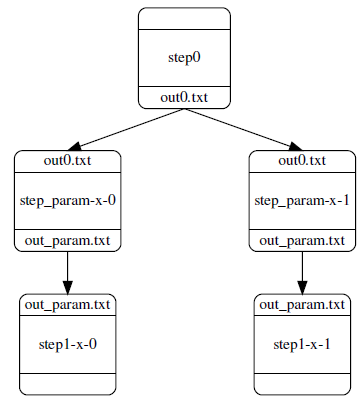 step0
out0.txt
out0.txt
step_param-x-0
out_param.txt
out0.txt
step_param-x-1
out_param.txt
out_param.txt
step1-x-0
out_param.txt
step1-x-1